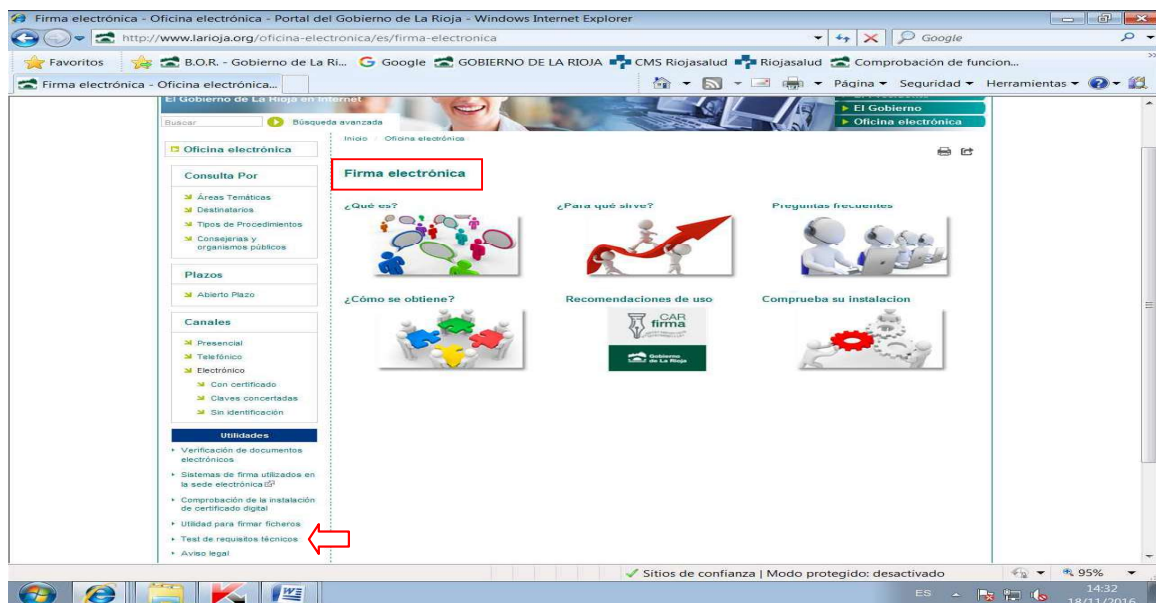 Firma electrónica - Oficina electrónica - Portal del Gobierno de La Rioja - Windows Internet Explorer
http://www.larioja.org/oficina-electronica/es/firma-electronica
Google
Favoritos
B.O.R. - Gobierno de La Ri...
Google
GOBIERNO DE LA RIOJA
CMS Riojasalud
Riojasalud
Comprobación de funcion...
Firma electrónica - Oficina electrónica...
Página
Seguridad
Herramientas
El Gobierno de La Rioja en Internet
El Gobierno
Oficina electrónica
Buscar
Búsqueda avanzada
Inicio / Oficina electrónica
Oficina electrónica
Consulta Por
Áreas Temáticas
Destinatarios
Tipos de Procedimientos
Consejerías y
organismos públicos
Plazos
Abierto Plazo
Canales
Presencial
Telefónico
Electrónico
Con certificado
Claves concertadas
Sin identificación
Utilidades
Verificación de documentos
electrónicos
Sistemas de firma utilizados en
la sede electrónica
Comprobación de la instalación
de certificado digital
Utilidad para firmar ficheros
Test de requisitos técnicos
Aviso legal
Firma electrónica
¿Qué es?
¿Para qué sirve?
Preguntas frecuentes
¿Cómo se obtiene?
Recomendaciones de uso
Comprueba su instalacion
CAR
firma
Gobierno
de La Rioja
Sitios de confianza | Modo protegido: desactivado
95%
ES
14:32
18/11/2016